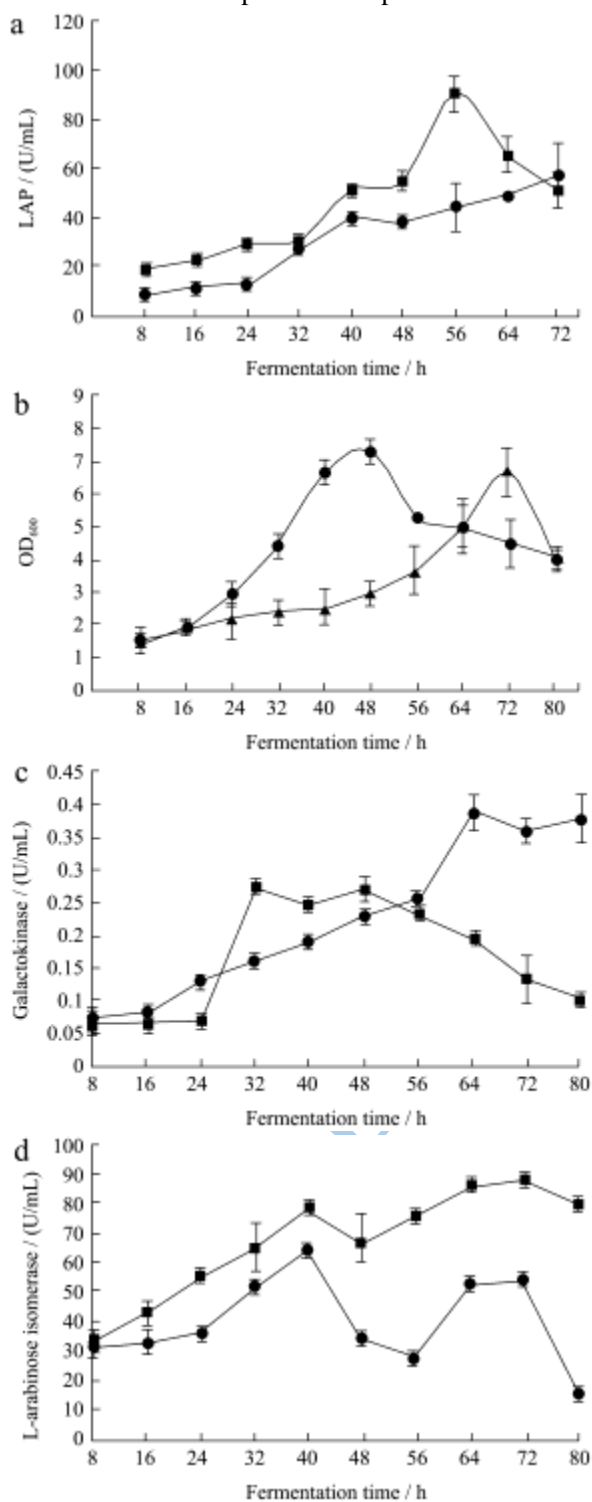 a
120
100
80
60
40
20
0
LAP / (U/mL)
8 16 24 32 40 48 56 64 72
Fermentation time / h
b
9
8
7
6
5
4
3
2
1
0
OD₆₀₀
8 16 24 32 40 48 56 64 72 80
Fermentation time / h
c
0.45
0.4
0.35
0.3
0.25
0.2
0.15
0.1
0.05
0
Galactokinase / (U/mL)
8 16 24 32 40 48 56 64 72 80
Fermentation time / h
d
100
90
80
70
60
50
40
30
20
10
0
L-arabinose isomerase / (U/mL)
8 16 24 32 40 48 56 64 72 80
Fermentation time / h